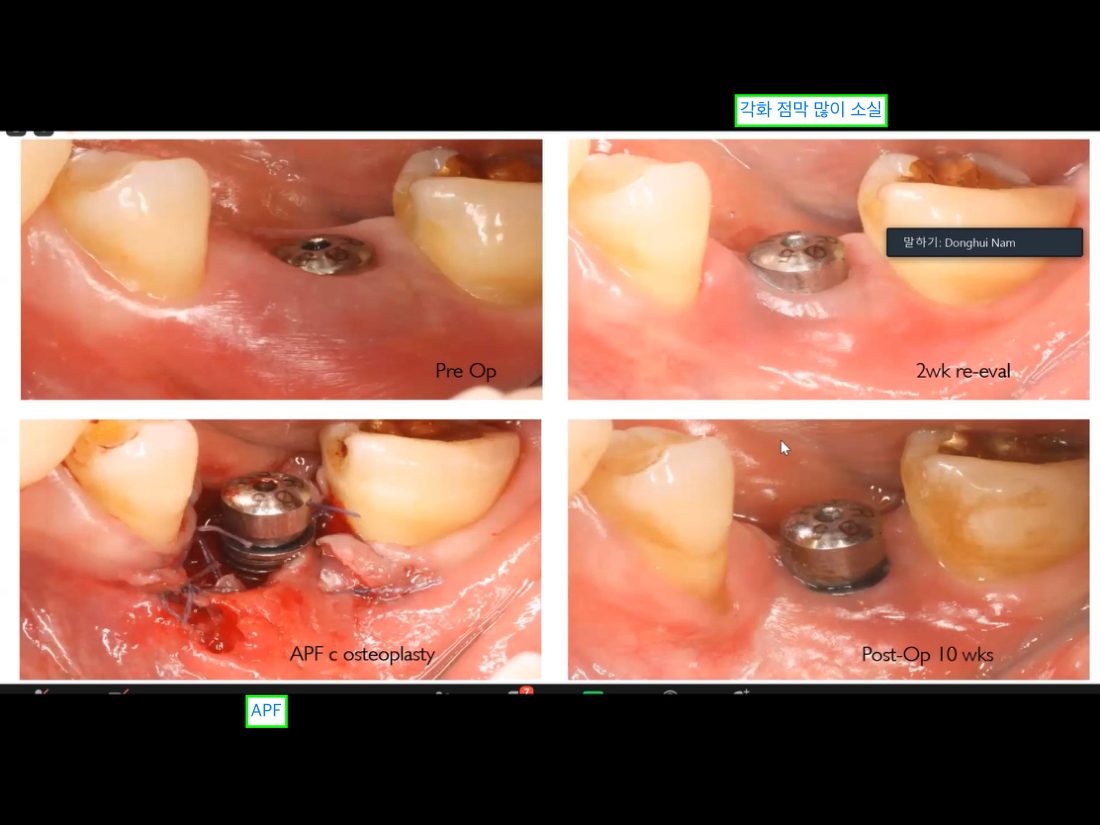 각화 점막 많이 소실
말하기: Donghui Nam
Pre Op
2wk re-eval
APF c osteoplasty
Post-Op 10 wks
7
APF